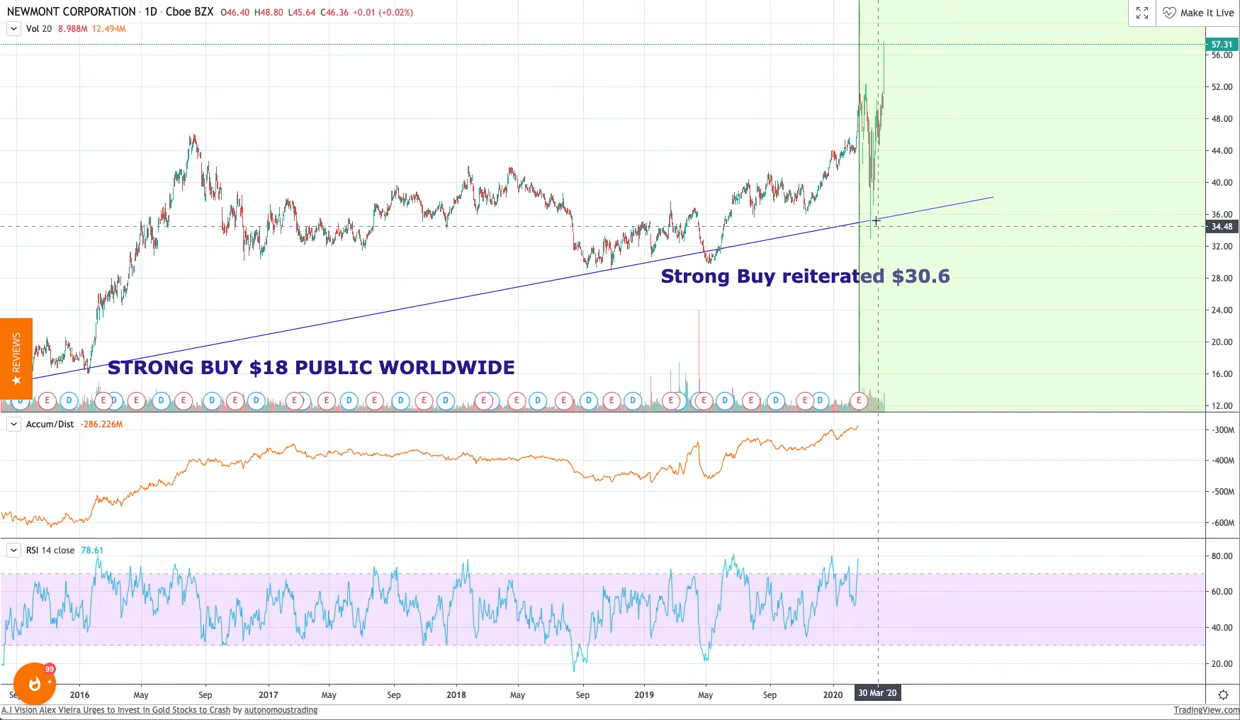 NEWMONT CORPORATION · 1D · Cboe BZX O46.40 H48.80 L45.64 C46.36 +0.01 (+0.02%)
Make It Live
Vol 20 8.988M 12.494M
57.31
56.00
52.00
48.00
44.00
40.00
36.00
34.48
32.00
28.00
24.00
20.00
16.00
12.00
Strong Buy reiterated $30.6
STRONG BUY $18 PUBLIC WORLDWIDE
★ REVIEWS
D E D E D E D E D E D E D E D E D E D E D E D E D E D E D E D E D E
Accum/Dist -286.226M
-300M
-400M
-500M
-600M
RSI 14 close 78.61
80.00
60.00
40.00
20.00
99
2016 May Sep 2017 May Sep 2018 May Sep 2019 May Sep 2020 30 Mar '20
A.I Vision Alex Vieira Urges to Invest in Gold Stocks to Crash by autonomoustrading
TradingView.com